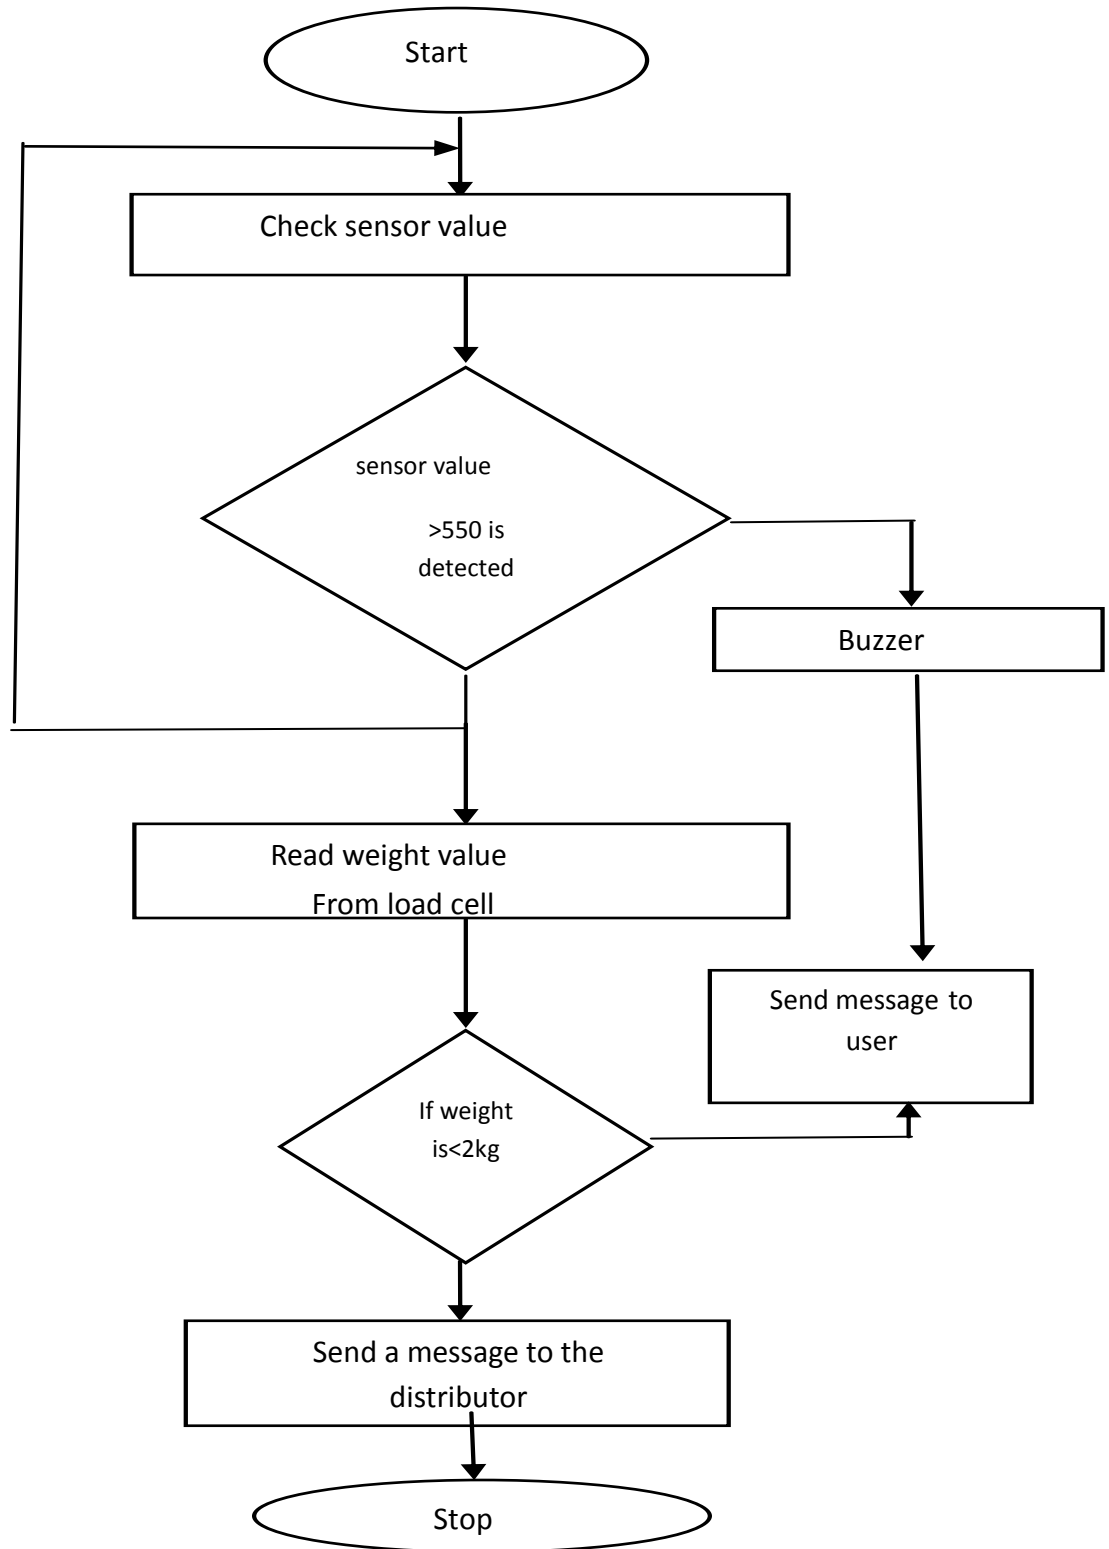 Start
Check sensor value
sensor value
>550 is
detected
Buzzer
Read weight value
From load cell
Send message to
user
If weight
is<2kg
Send a message to the
distributor
Stop